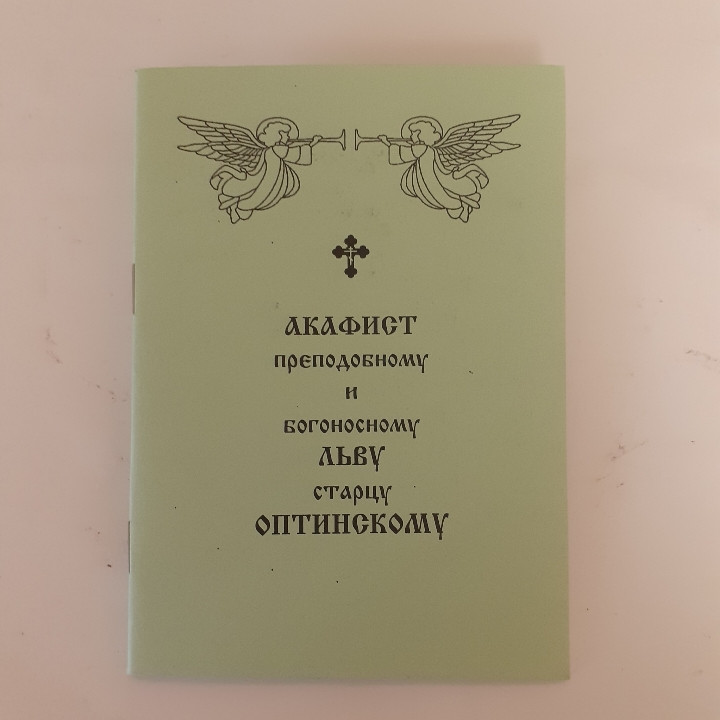 АКАФИСТ
преподобному
и
богоносному
ЛЬВУ
старцу
ОПТИНСКОМУ